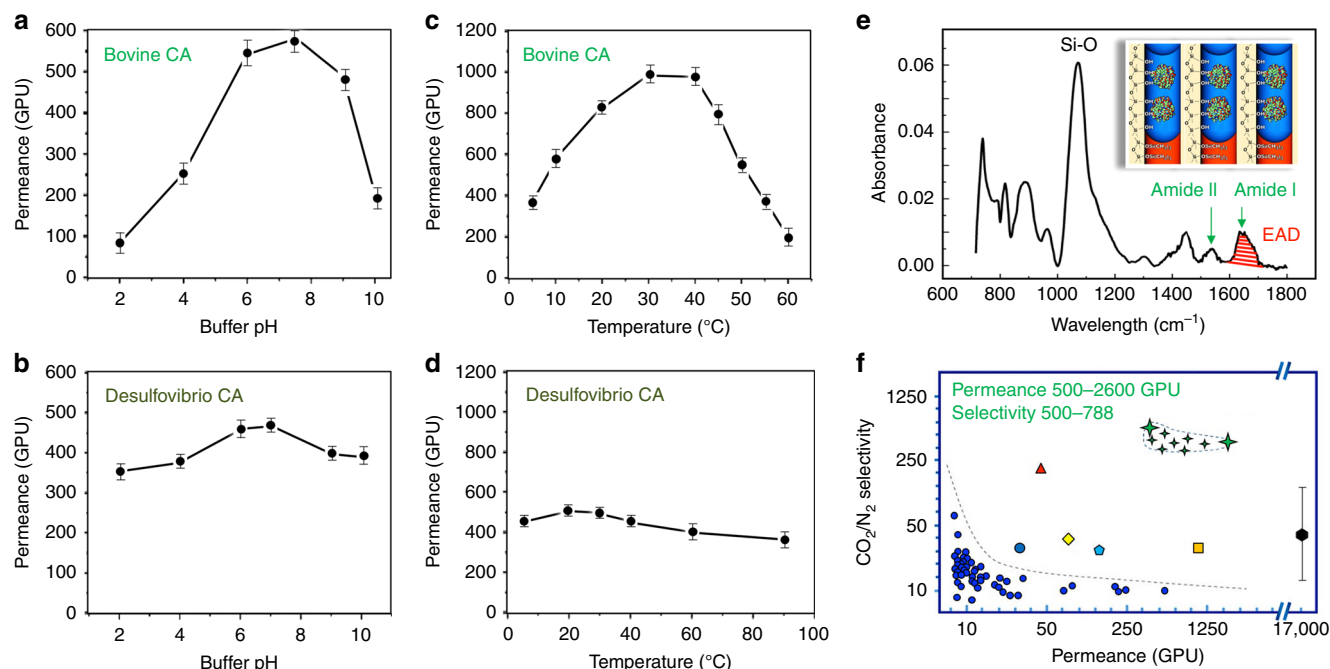 a
Bovine CA
Permeance (GPU)
600
500
400
300
200
100
0
2 4 6 8 10
Buffer pH
b
Desulfovibrio CA
Permeance (GPU)
600
500
400
300
200
100
0
2 4 6 8 10
Buffer pH
c
Bovine CA
Permeance (GPU)
1200
1000
800
600
400
200
0
0 10 20 30 40 50 60
Temperature (°C)
d
Desulfovibrio CA
Permeance (GPU)
1200
1000
800
600
400
200
0
0 20 40 60 80 100
Temperature (°C)
e
Si-O
Amide II
Amide I
EAD
Absorbance
0.06
0.04
0.02
0.00
600 800 1000 1200 1400 1600 1800
Wavelength (cm⁻¹)
f
Permeance 500–2600 GPU
Selectivity 500–788
CO₂/N₂ selectivity
1250
250
50
10
10 50 250 1250 17,000
Permeance (GPU)